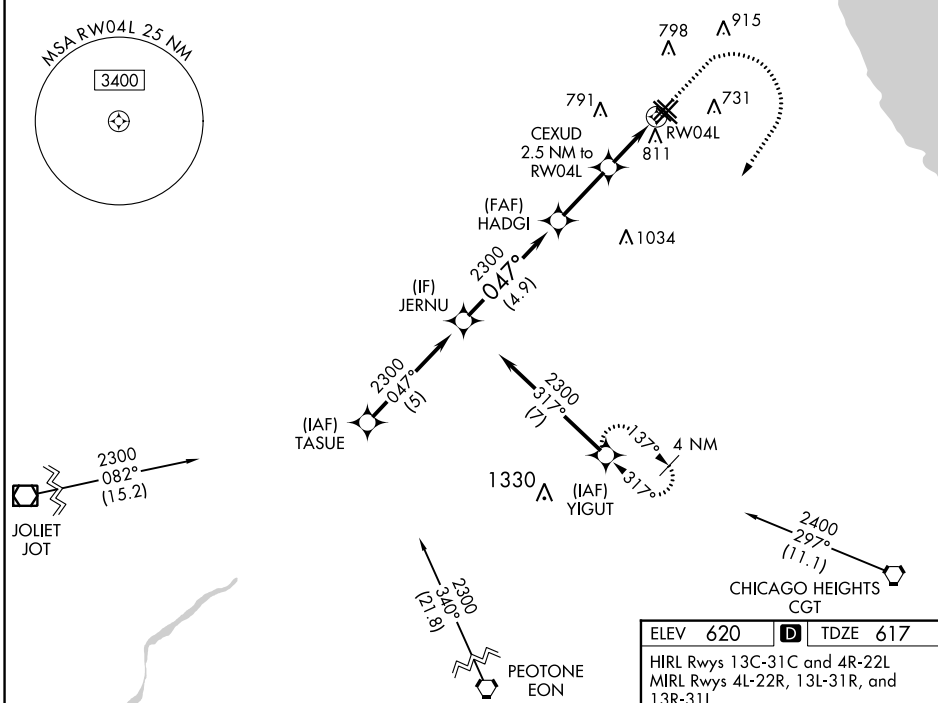 MSA RW04L 25 NM
3400
798
915
791
731
RW04L
811
CEXUD
2.5 NM to
RW04L
(FAF)
HADGI
1034
2300
047°
(4.9)
(IF)
JERNU
2300
047°
(5)
(IAF)
TASUE
2300
317°
(7)
137°
4 NM
317°
1330
(IAF)
YIGUT
2300
082°
(15.2)
JOLIET
JOT
2400
297°
(11.1)
CHICAGO HEIGHTS
CGT
2300
340°
(21.8)
PEOTONE
EON
ELEV 620 D TDZE 617
HIRL Rwys 13C-31C and 4R-22L
MIRL Rwys 4L-22R, 13L-31R, and
13R-31L